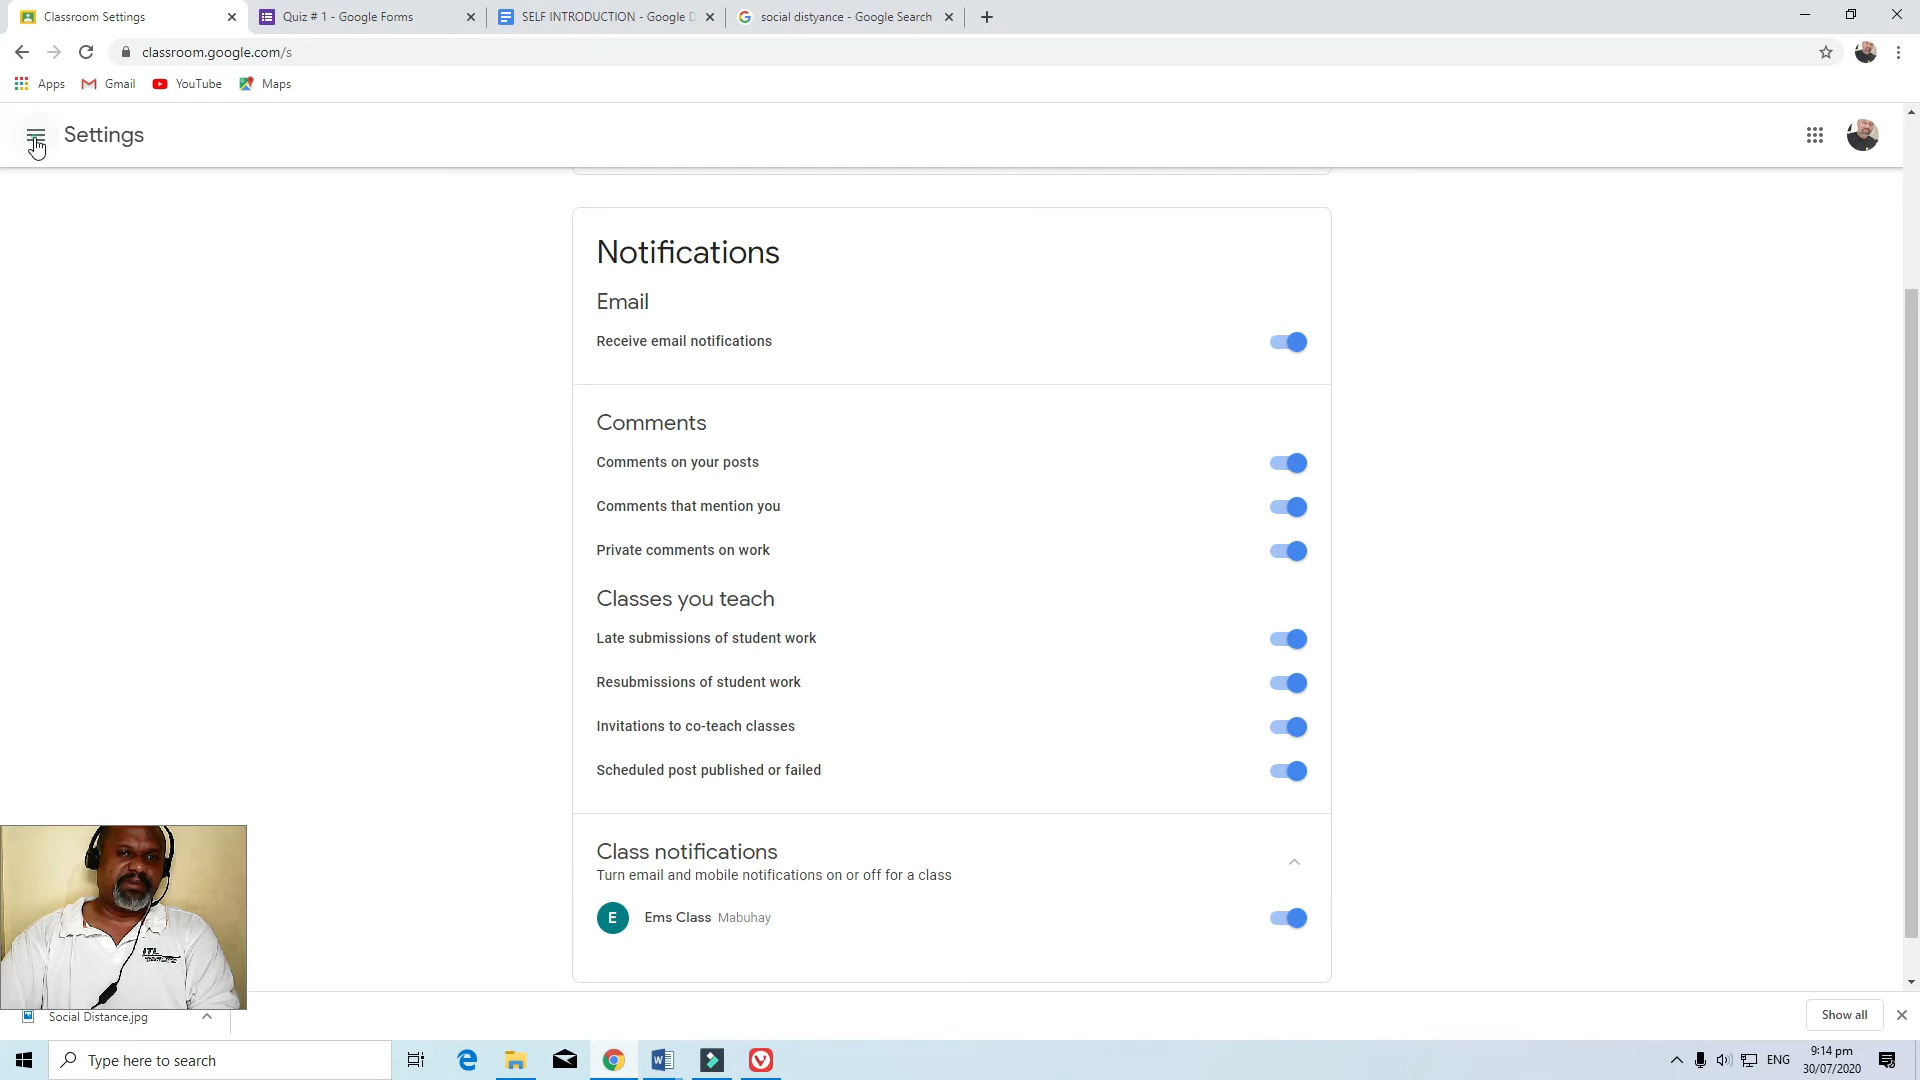 Classroom Settings
Quiz # 1 - Google Forms
SELF INTRODUCTION - Google D
social distyance - Google Search
classroom.google.com/s
Apps
Gmail
YouTube
Maps
Settings
Notifications
Email
Receive email notifications
Comments
Comments on your posts
Comments that mention you
Private comments on work
Classes you teach
Late submissions of student work
Resubmissions of student work
Invitations to co-teach classes
Scheduled post published or failed
Class notifications
Turn email and mobile notifications on or off for a class
E Ems Class Mabuhay
Social Distance.jpg
Show all
Type here to search
ENG
9:14 pm
30/07/2020